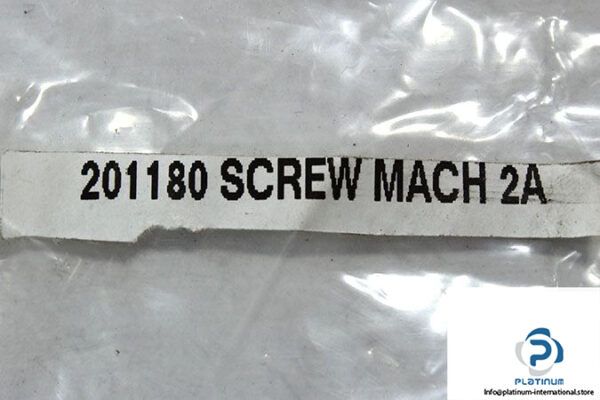 201180 SCREW MACH 2A
PLATINUM
Info@platinum-international.store